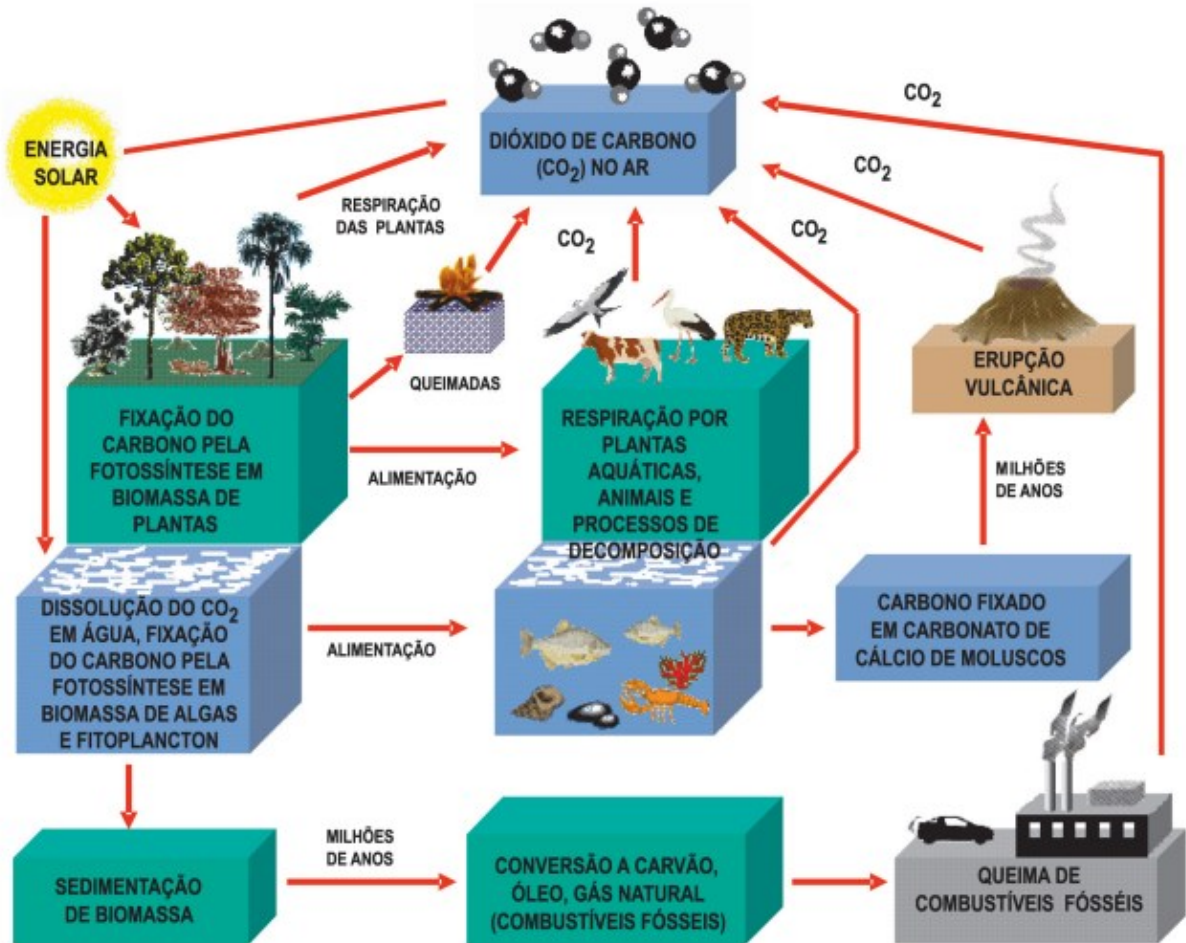 ENERGIA
SOLAR
DIÓXIDO DE CARBONO
(CO₂) NO AR
CO₂
CO₂
CO₂
CO₂
RESPIRAÇÃO
DAS PLANTAS
QUEIMADAS
ERUPÇÃO
VULCÂNICA
FIXAÇÃO DO
CARBONO PELA
FOTOSSÍNTESE EM
BIOMASSA DE
PLANTAS
ALIMENTAÇÃO
RESPIRAÇÃO POR
PLANTAS
AQUÁTICAS,
ANIMAIS E
PROCESSOS DE
DECOMPOSIÇÃO
MILHÕES
DE ANOS
DISSOLUÇÃO DO CO₂
EM ÁGUA, FIXAÇÃO
DO CARBONO PELA
FOTOSSÍNTESE EM
BIOMASSA DE ALGAS
E FITOPLANCTON
ALIMENTAÇÃO
CARBONO FIXADO
EM CARBONATO DE
CÁLCIO DE MOLUSCOS
SEDIMENTAÇÃO
DE BIOMASSA
MILHÕES
DE ANOS
CONVERSÃO A CARVÃO,
ÓLEO, GÁS NATURAL
(COMBUSTÍVEIS FÓSSEIS)
QUEIMA DE
COMBUSTÍVEIS FÓSSÉIS